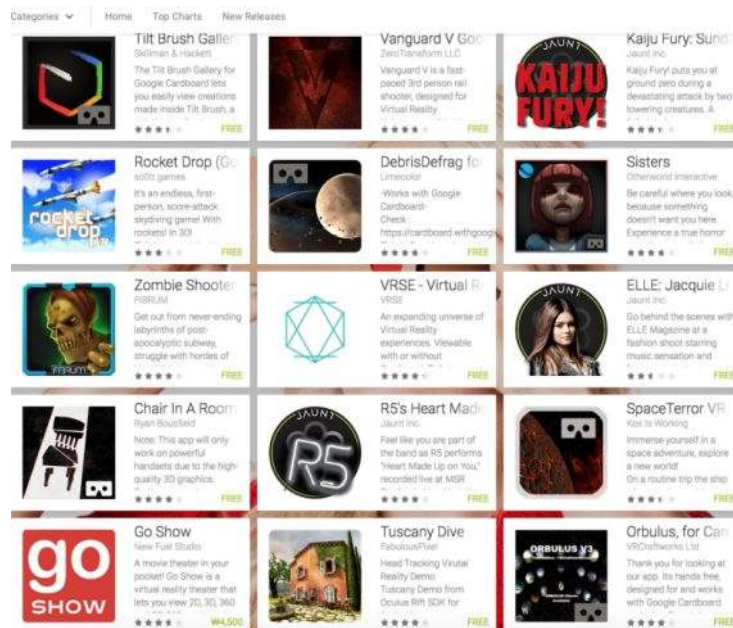 Categories
Home
Top Charts
New Releases
Tilt Brush Galler
Skillman & Hackett
The Tilt Brush Gallery for
Google Cardboard lets
you easily view creations
made inside Tilt Brush, a
FREE
Vanguard V Goo
ZeroTransform LLC
Vanguard V is a fast-
paced 3rd person rail
shooter, designed for
Virtual Reality
FREE
JAUNT
KAIJU
FURY!
Kaiju Fury: Sund
Jaunt Inc.
Kaiju Fury! puts you at
ground zero during a
devastating attack by two
towering creatures. A
FREE
rocket
drop
Rocket Drop (Go
so0tt games
It's an endless, first-
person, score-attack
skydiving game! With
rockets! In 3D!
FREE
DebrisDefrag for
Limecolor
-Works with Google
Cardboard-
Check :
https://cardboard.withgoog
FREE
Sisters
Otherworld Interactive
Be careful where you look,
because something
doesn't want you here.
Experience a true horror
FREE
FIBRUM
Zombie Shooter
FIBRUM
Get out from never-ending
labyrinths of post-
apocalyptic subway,
struggle with hordes of
FREE
VRSE - Virtual R
VRSE
An expanding universe of
Virtual Reality
experiences. Viewable
with or without
FREE
JAUNT
ELLE: Jacquie L
Jaunt Inc.
Go behind the scenes with
ELLE Magazine at a
fashion shoot starring
music sensation and
FREE
Chair In A Room
Ryan Bousfield
Note: This app will only
work on powerful
handsets due to the high-
quality 3D graphics.
FREE
JAUNT
R5
R5's Heart Made
Jaunt Inc.
Feel like you are part of
the band as R5 performs
"Heart Made Up on You,"
recorded live at MSR
FREE
SpaceTerror VR
Kos Is Working
Immerse yourself in a
space adventure, explore
a new world!
On a routine trip the ship
FREE
go
SHOW
Go Show
New Fuel Studio
A movie theater in your
pocket! Go Show is a
virtual reality theater that
lets you view 2D, 3D, 360
₩4,500
Tuscany Dive
FabulousPixel
Head Tracking Virutal
Reality Demo
Tuscany Demo from
Oculus Rift SDK for
FREE
ORBULUS V3
Orbulus, for Car
VRCraftworks Ltd
Thank you for looking at
our app. Its hands free,
designed for and works
with Google Cardboard
FREE